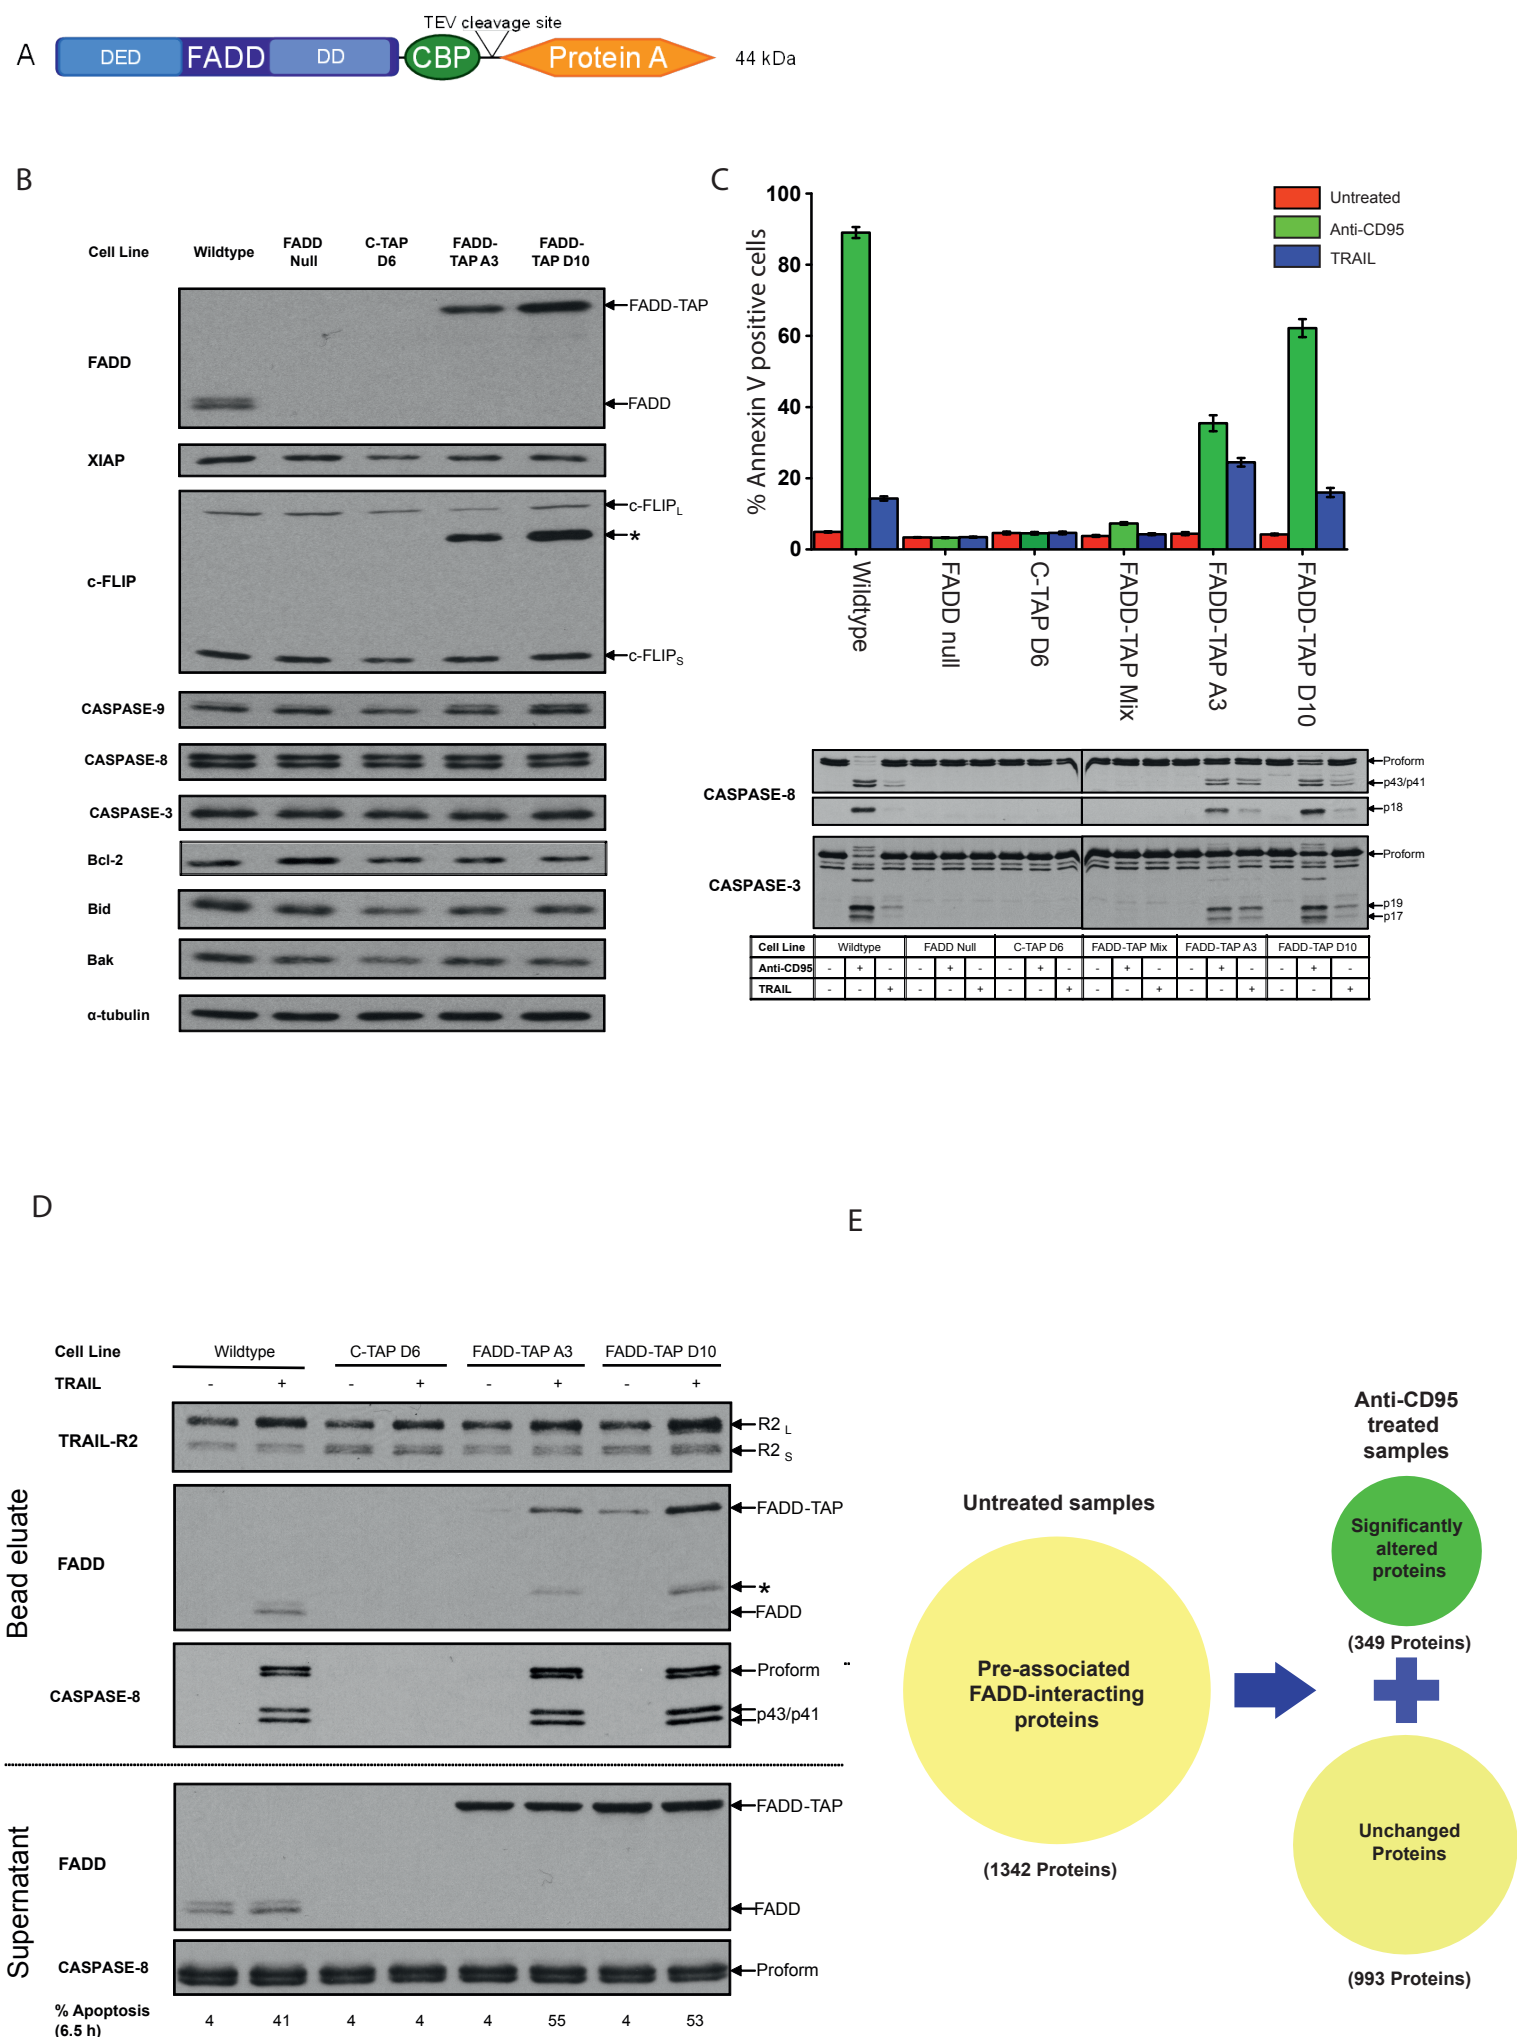 A
TEV cleavage site
DED FADD DD CBP Protein A 44 kDa
B
Cell Line Wildtype FADD Null C-TAP D6 FADD-TAP A3 FADD-TAP D10
FADD
FADD-TAP
FADD
XIAP
c-FLIP
c-FLIPL
*
c-FLIPS
CASPASE-9
CASPASE-8
CASPASE-3
Bcl-2
Bid
Bak
α-tubulin
C
% Annexin V positive cells
100
80
60
40
20
0
Untreated
Anti-CD95
TRAIL
Wildtype
FADD null
C-TAP D6
FADD-TAP Mix
FADD-TAP A3
FADD-TAP D10
CASPASE-8
Proform
p43/p41
p18
CASPASE-3
Proform
p19
p17
Cell Line Wildtype FADD Null C-TAP D6 FADD-TAP Mix FADD-TAP A3 FADD-TAP D10
Anti-CD95 - + - - + - - + - - + - - + - - + -
TRAIL - - + - - + - - + - - + - - + - - +
D
Cell Line Wildtype C-TAP D6 FADD-TAP A3 FADD-TAP D10
TRAIL - + - + - + - +
Bead eluate
TRAIL-R2
R2 L
R2 S
FADD
FADD-TAP
*
FADD
CASPASE-8
Proform
p43/p41
Supernatant
FADD
FADD-TAP
FADD
CASPASE-8
Proform
% Apoptosis
(6.5 h)
4 41 4 4 4 55 4 53
E
Untreated samples
Pre-associated
FADD-interacting
proteins
(1342 Proteins)
Anti-CD95
treated
samples
Significantly
altered
proteins
(349 Proteins)
Unchanged
Proteins
(993 Proteins)